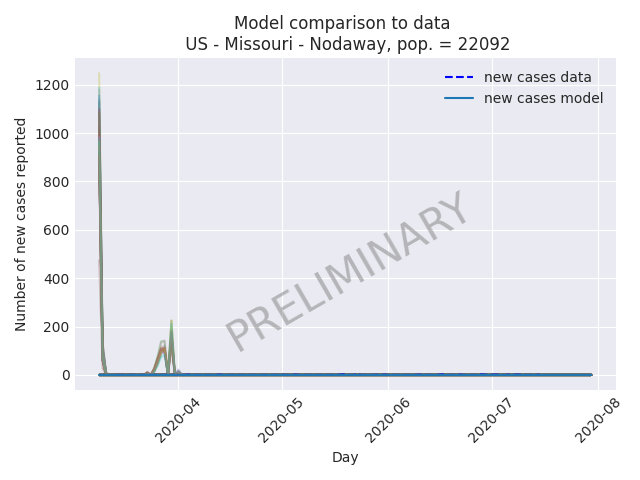 Model comparison to data
US - Missouri - Nodaway, pop. = 22092
new cases data
new cases model
Number of new cases reported
1200
1000
800
600
400
200
0
PRELIMINARY
2020-04
2020-05
2020-06
2020-07
2020-08
Day